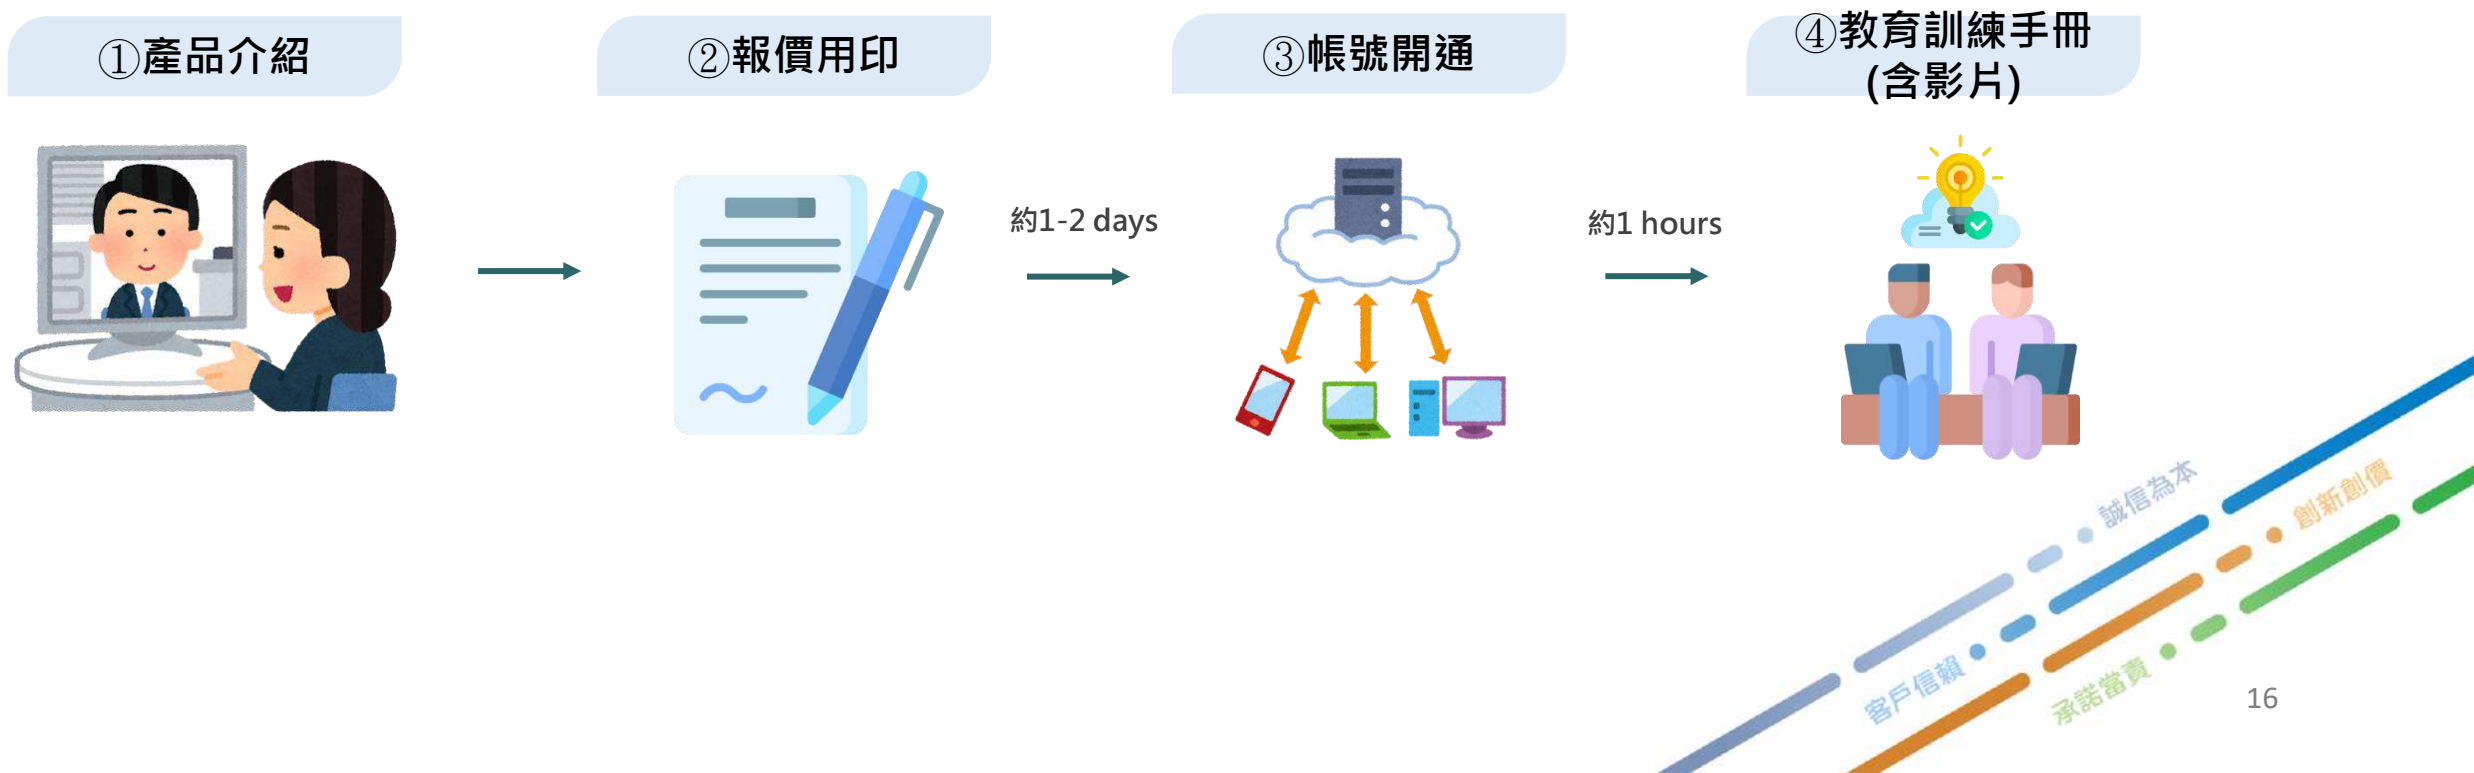 ①產品介紹
②報價用印
③帳號開通
④教育訓練手冊
(含影片)
約1-2 days
約1 hours
誠信為本
創新創價
客戶信賴
承諾當責
16